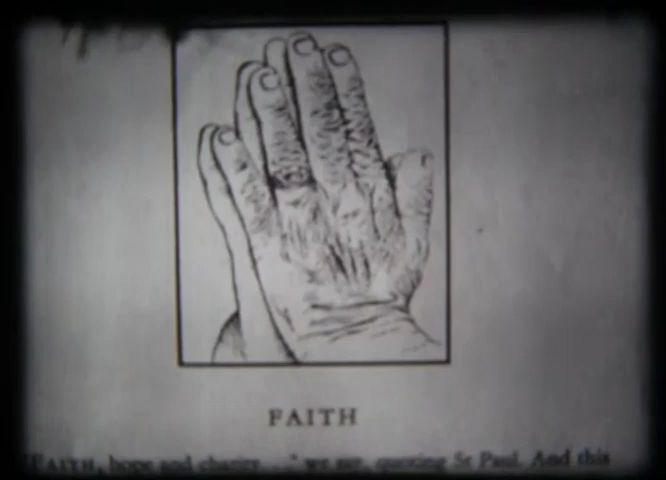 FAITH
"FAITH, hope and charity . . ." we say, quoting St Paul. And this